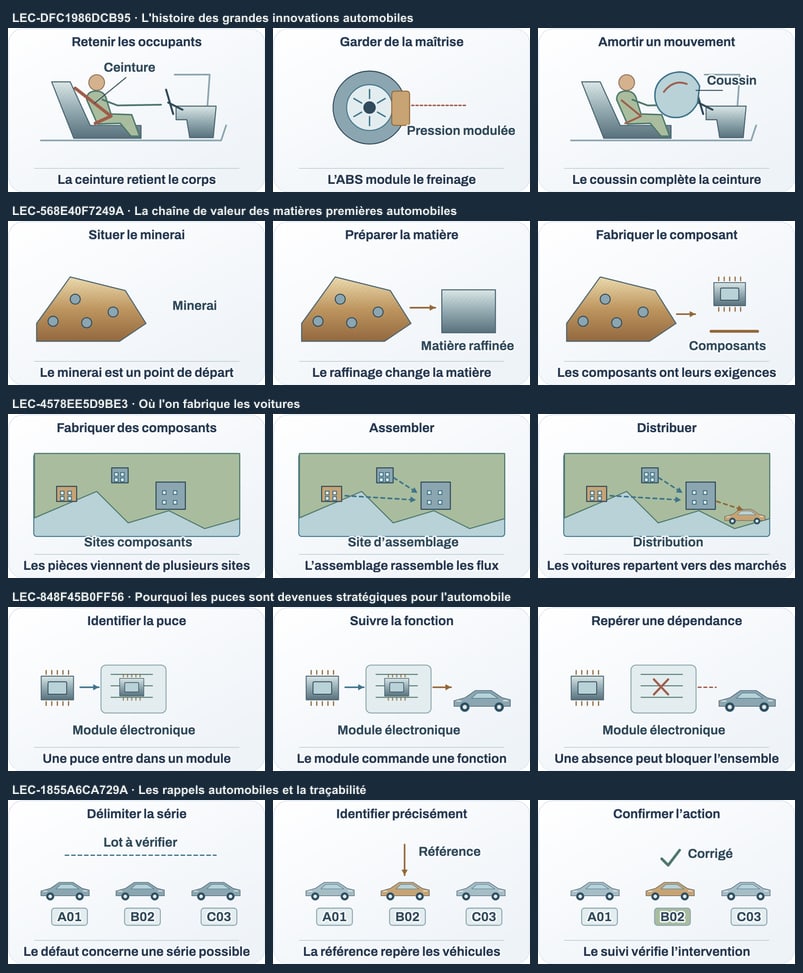 LEC-DFC1986DCB95 · L'histoire des grandes innovations automobiles
Retenir les occupants
Ceinture
La ceinture retient le corps
Garder de la maîtrise
Pression modulée
L'ABS module le freinage
Amortir un mouvement
Coussin
Le coussin complète la ceinture
LEC-568E40F7249A · La chaîne de valeur des matières premières automobiles
Situer le minerai
Minerai
Le minerai est un point de départ
Préparer la matière
Matière raffinée
Le raffinage change la matière
Fabriquer le composant
Composants
Les composants ont leurs exigences
LEC-4578EE5D9BE3 · Où l'on fabrique les voitures
Fabriquer des composants
Sites composants
Les pièces viennent de plusieurs sites
Assembler
Site d'assemblage
L'assemblage rassemble les flux
Distribuer
Distribution
Les voitures repartent vers des marchés
LEC-848F45B0FF56 · Pourquoi les puces sont devenues stratégiques pour l'automobile
Identifier la puce
Module électronique
Une puce entre dans un module
Suivre la fonction
Module électronique
Le module commande une fonction
Repérer une dépendance
Module électronique
Une absence peut bloquer l'ensemble
LEC-1855A6CA729A · Les rappels automobiles et la traçabilité
Délimiter la série
Lot à vérifier
A01 B02 C03
Le défaut concerne une série possible
Identifier précisément
Référence
A01 B02 C03
La référence repère les véhicules
Confirmer l'action
Corrigé
A01 B02 C03
Le suivi vérifie l'intervention